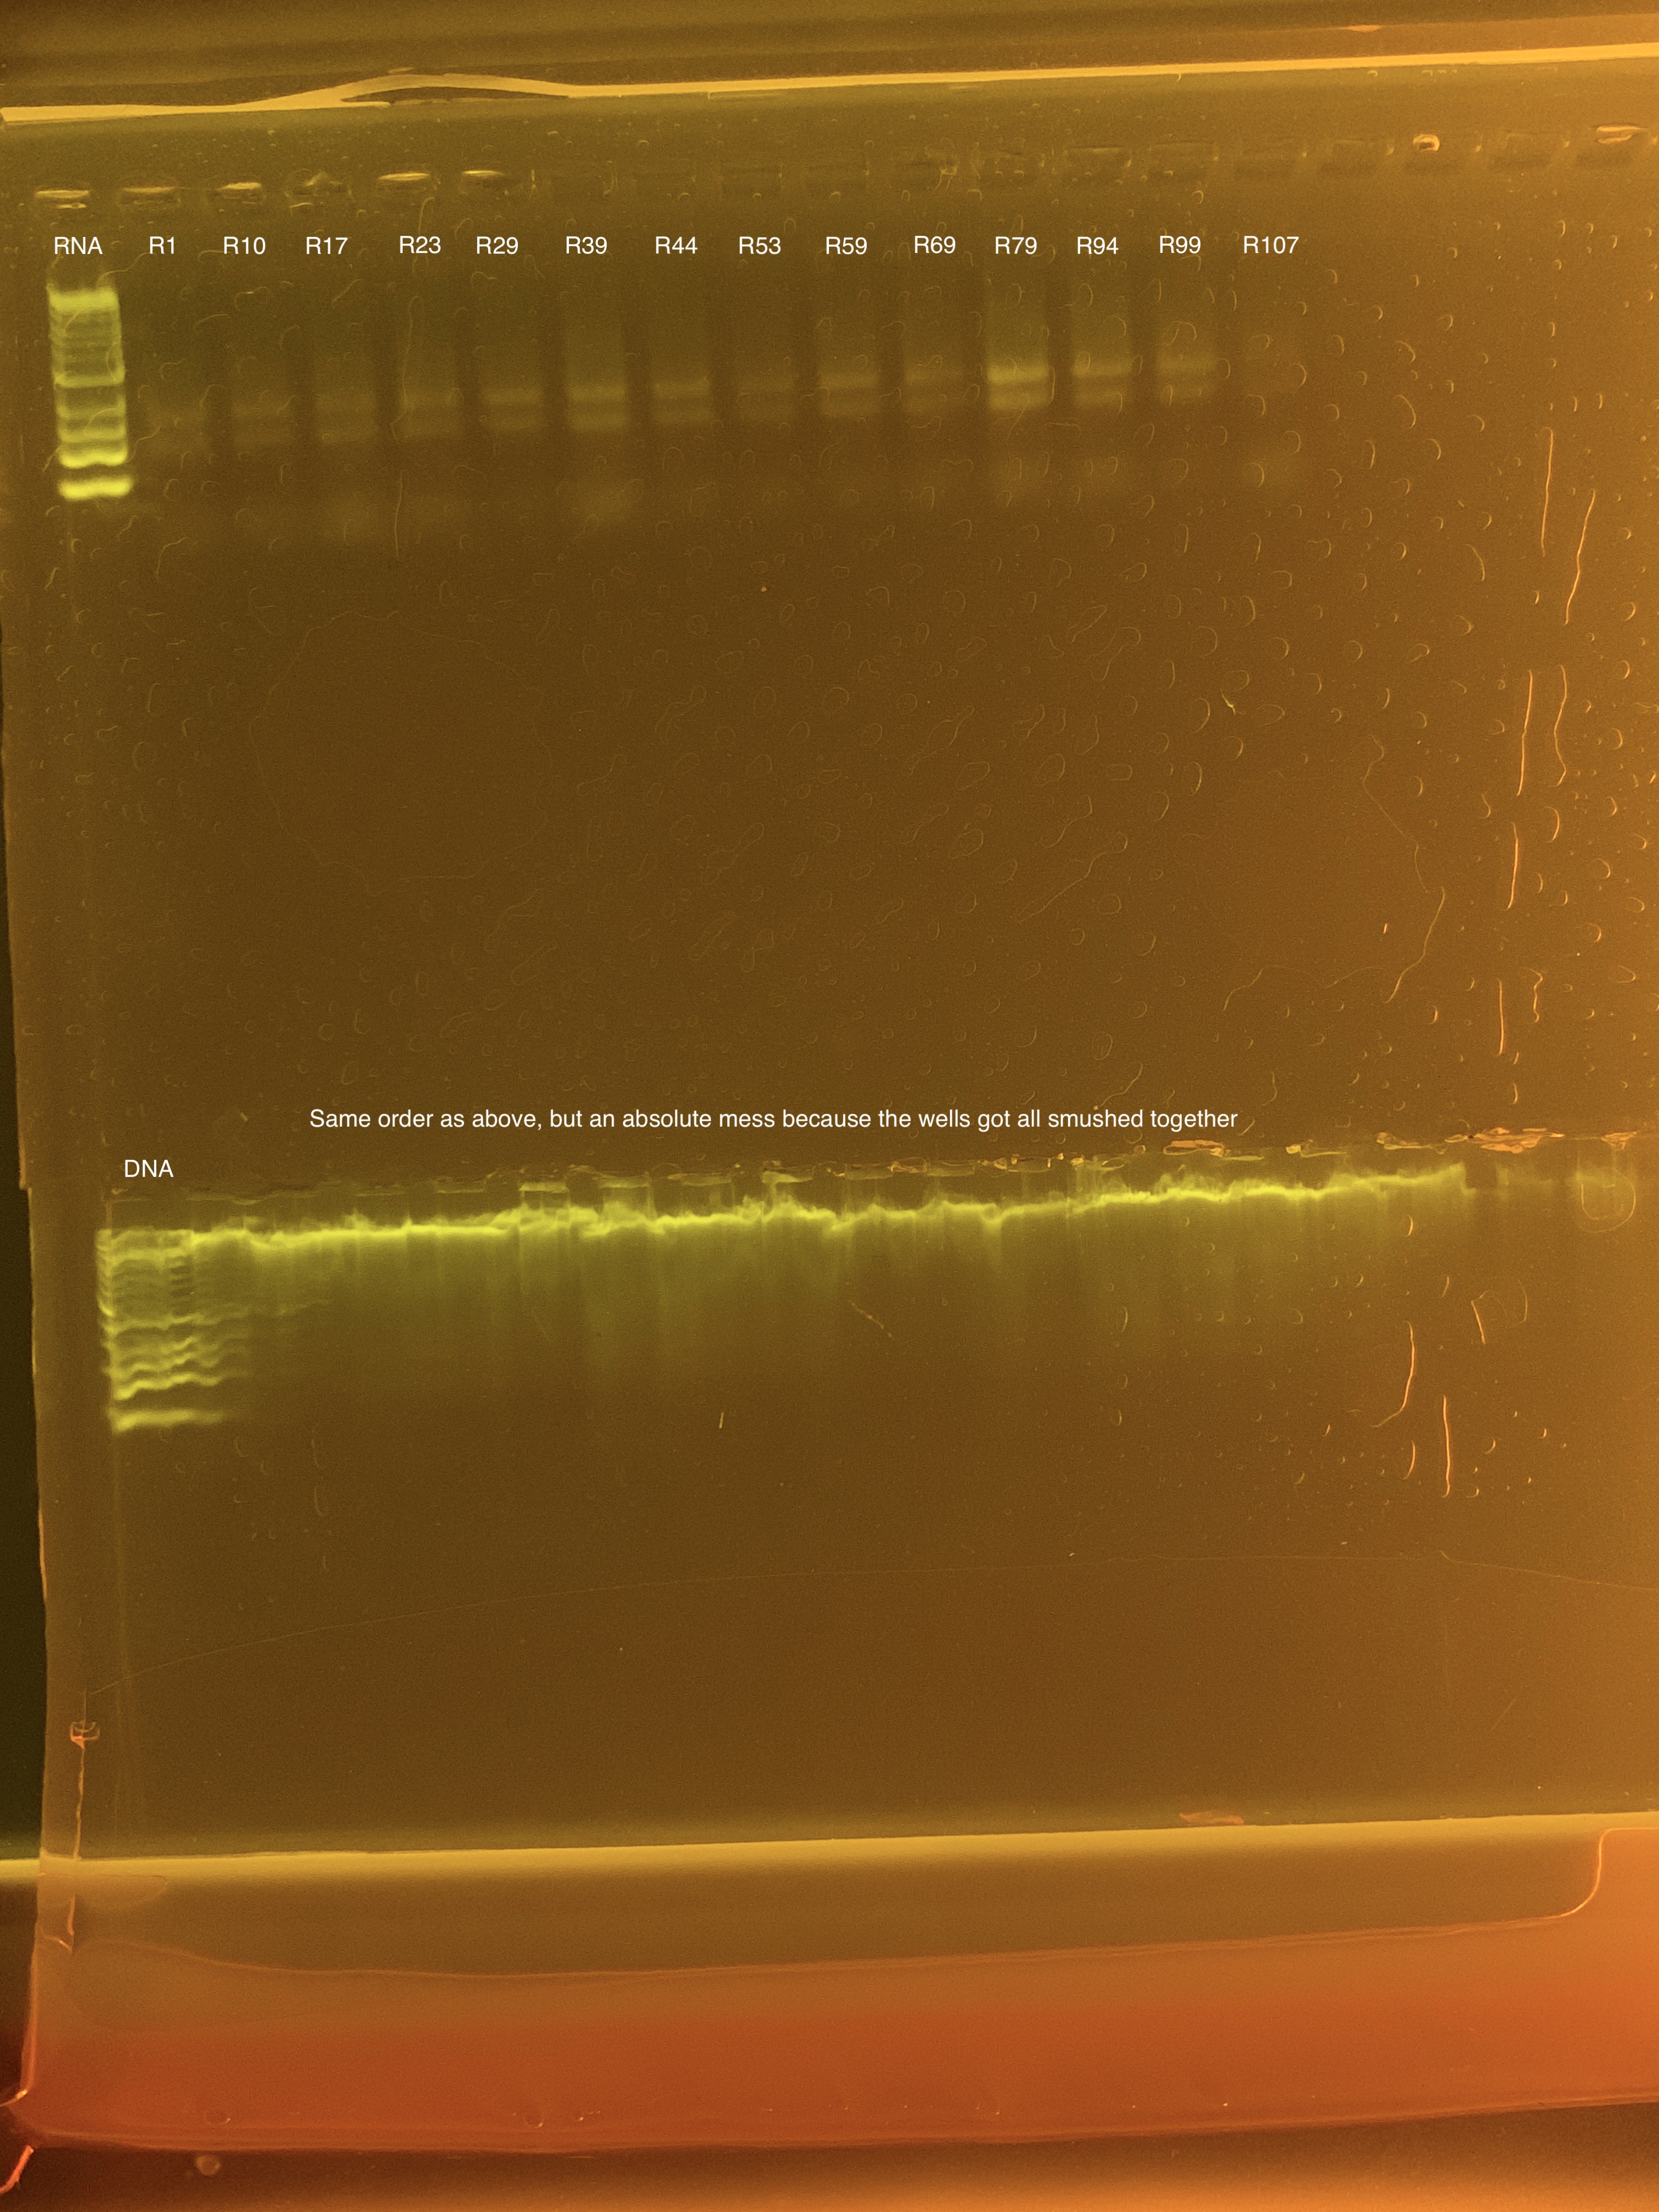 RNA R1 R10 R17 R23 R29 R39 R44 R53 R59 R69 R79 R94 R99 R107
Same order as above, but an absolute mess because the wells got all smushed together
DNA